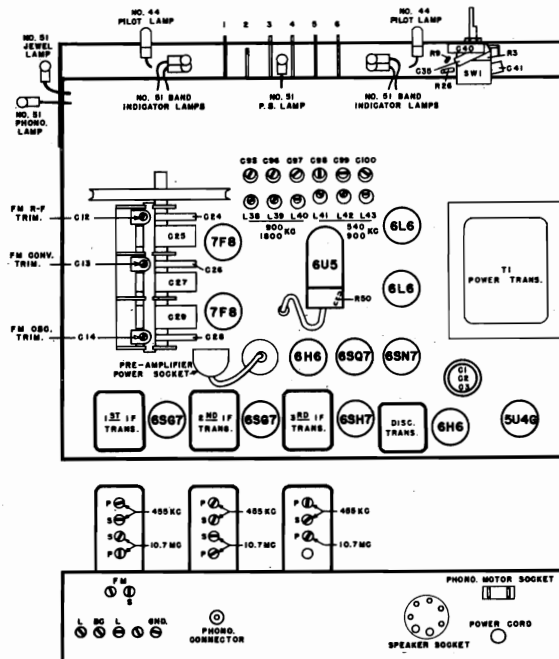 NO. 44
PILOT LAMP
1 2 3 4 5 6
NO. 44
PILOT LAMP
NO. 51
JEWEL
LAMP
R9
C40
R3
C35
SW1
C41
R26
NO. 51 BAND
INDICATOR LAMPS
NO. 51
P.B. LAMP
NO. 51 BAND
INDICATOR LAMPS
NO. 51
PHONO.
LAMP
C95 C96 C97 C98 C99 C100
L38 L39 L40 L41 L42 L43
900
1800 KC
540
900 KC
FM R-F
TRIM.
C12
C24
C25
7F8
6L6
6U5
T1
POWER TRANS.
FM CONV.
TRIM.
C13
C26
C27
6L6
R50
7F8
C29
FM OSC.
TRIM.
C14
C28
PRE-AMPLIFIER
POWER SOCKET
6H6
6SQ7
6SN7
C1
C2
C3
1ST IF
TRANS.
6SG7
2ND IF
TRANS.
6SG7
3RD IF
TRANS.
6SH7
DISC.
TRANS.
6H6
5U4G
P
S
455 KC
S
P
10.7 MC
P
S
455 KC
S
P
10.7 MC
P
S
455 KC
P
10.7 MC
FM
S
L BC L GND.
PHONO.
CONNECTOR
SPEAKER SOCKET
PHONO. MOTOR SOCKET
POWER CORD